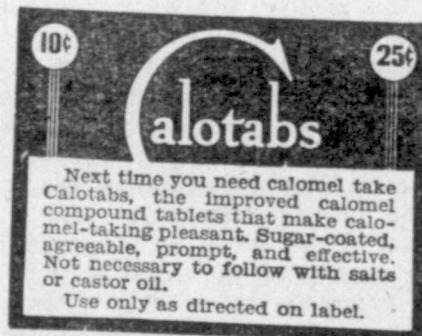 10¢ 25¢
Calotabs
Next time you need calomel take
Calotabs, the improved calomel
compound tablets that make calo-
mel-taking pleasant. Sugar-coated,
agreeable, prompt, and effective.
Not necessary to follow with salts
or castor oil.
Use only as directed on label.